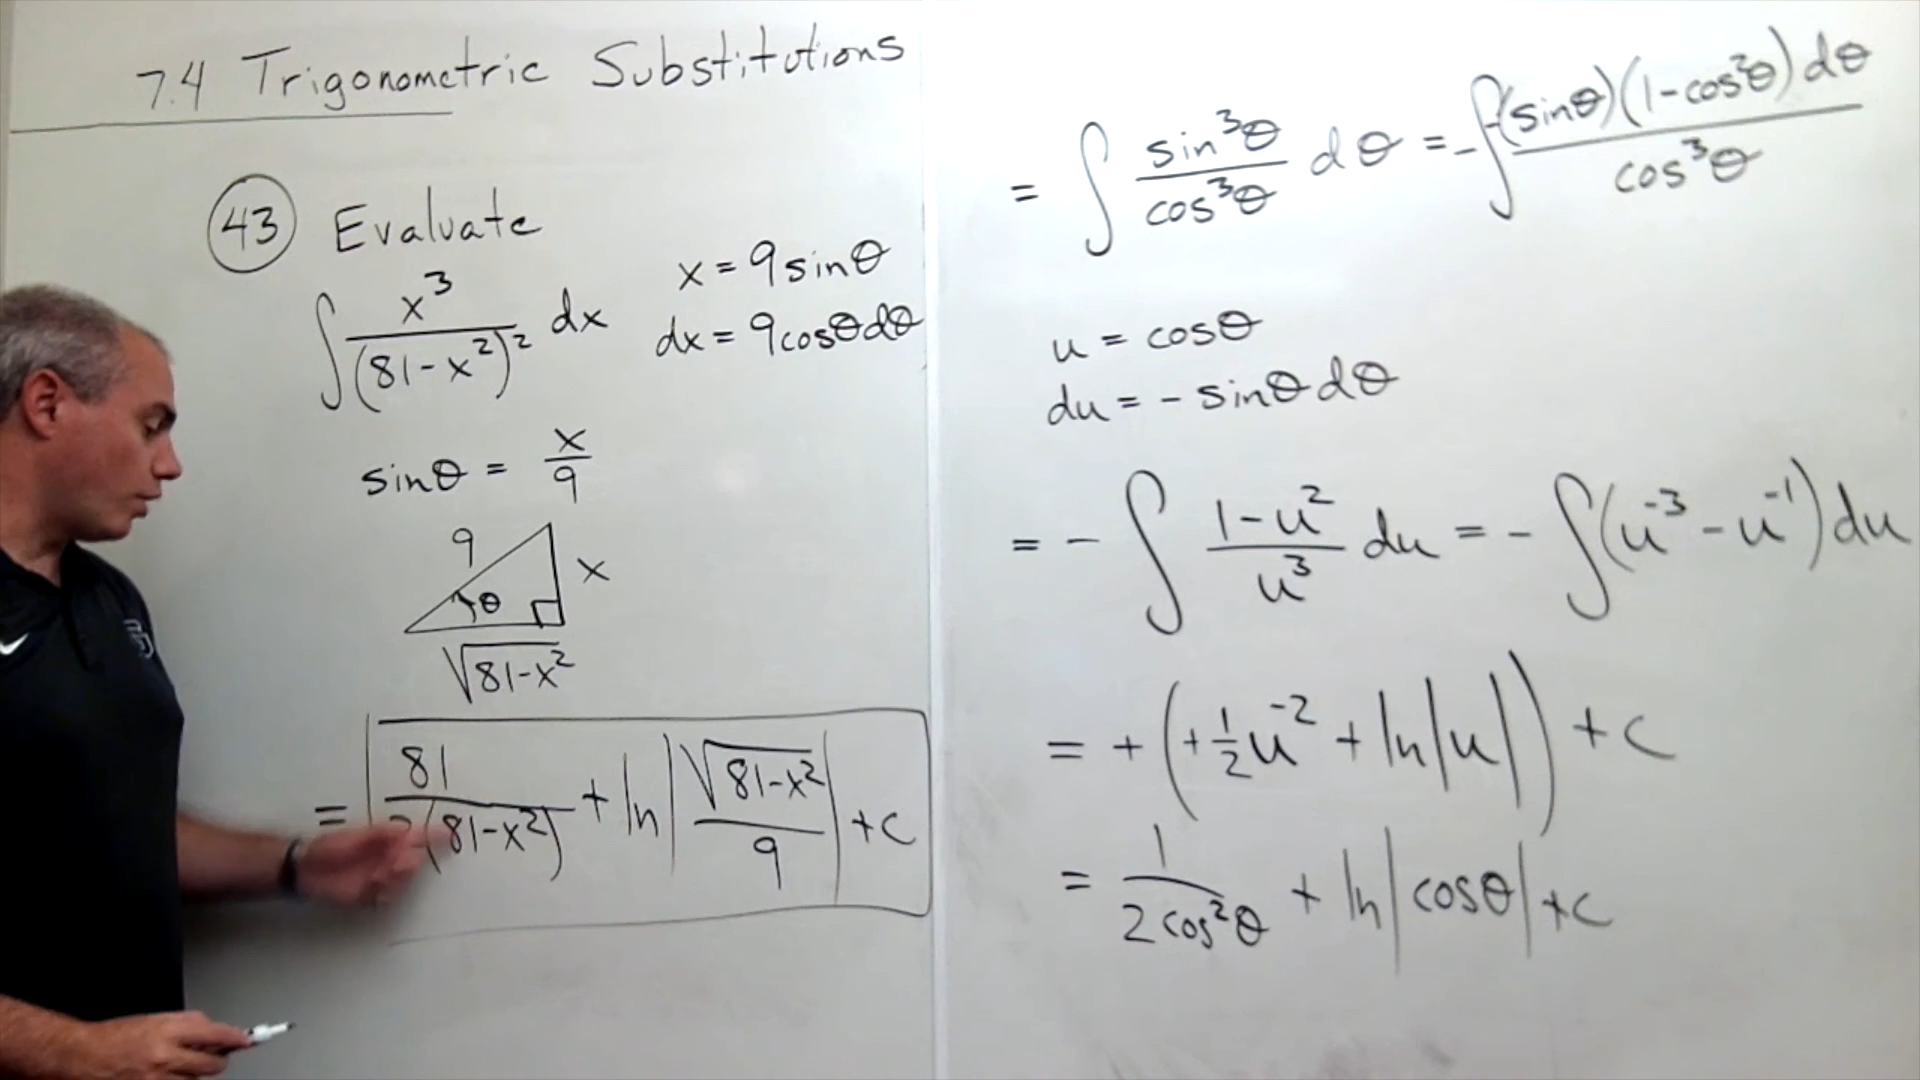 7.4 Trigonometric Substitutions
43 Evaluate
∫ x³/(81-x²)² dx
x = 9sinθ
dx = 9cosθdθ
sinθ = x/9
9
θ
x
√81-x²
= 81/2(81-x²) + ln|√81-x²/9| + c
= ∫ sin³θ/cos³θ dθ = -∫ -(sinθ)(1-cos²θ)dθ/cos³θ
u = cosθ
du = -sinθdθ
= -∫ 1-u²/u³ du = -∫(u⁻³ - u⁻¹)du
= +(+½u⁻² + ln|u|) + c
= 1/2cos²θ + ln|cosθ| + c